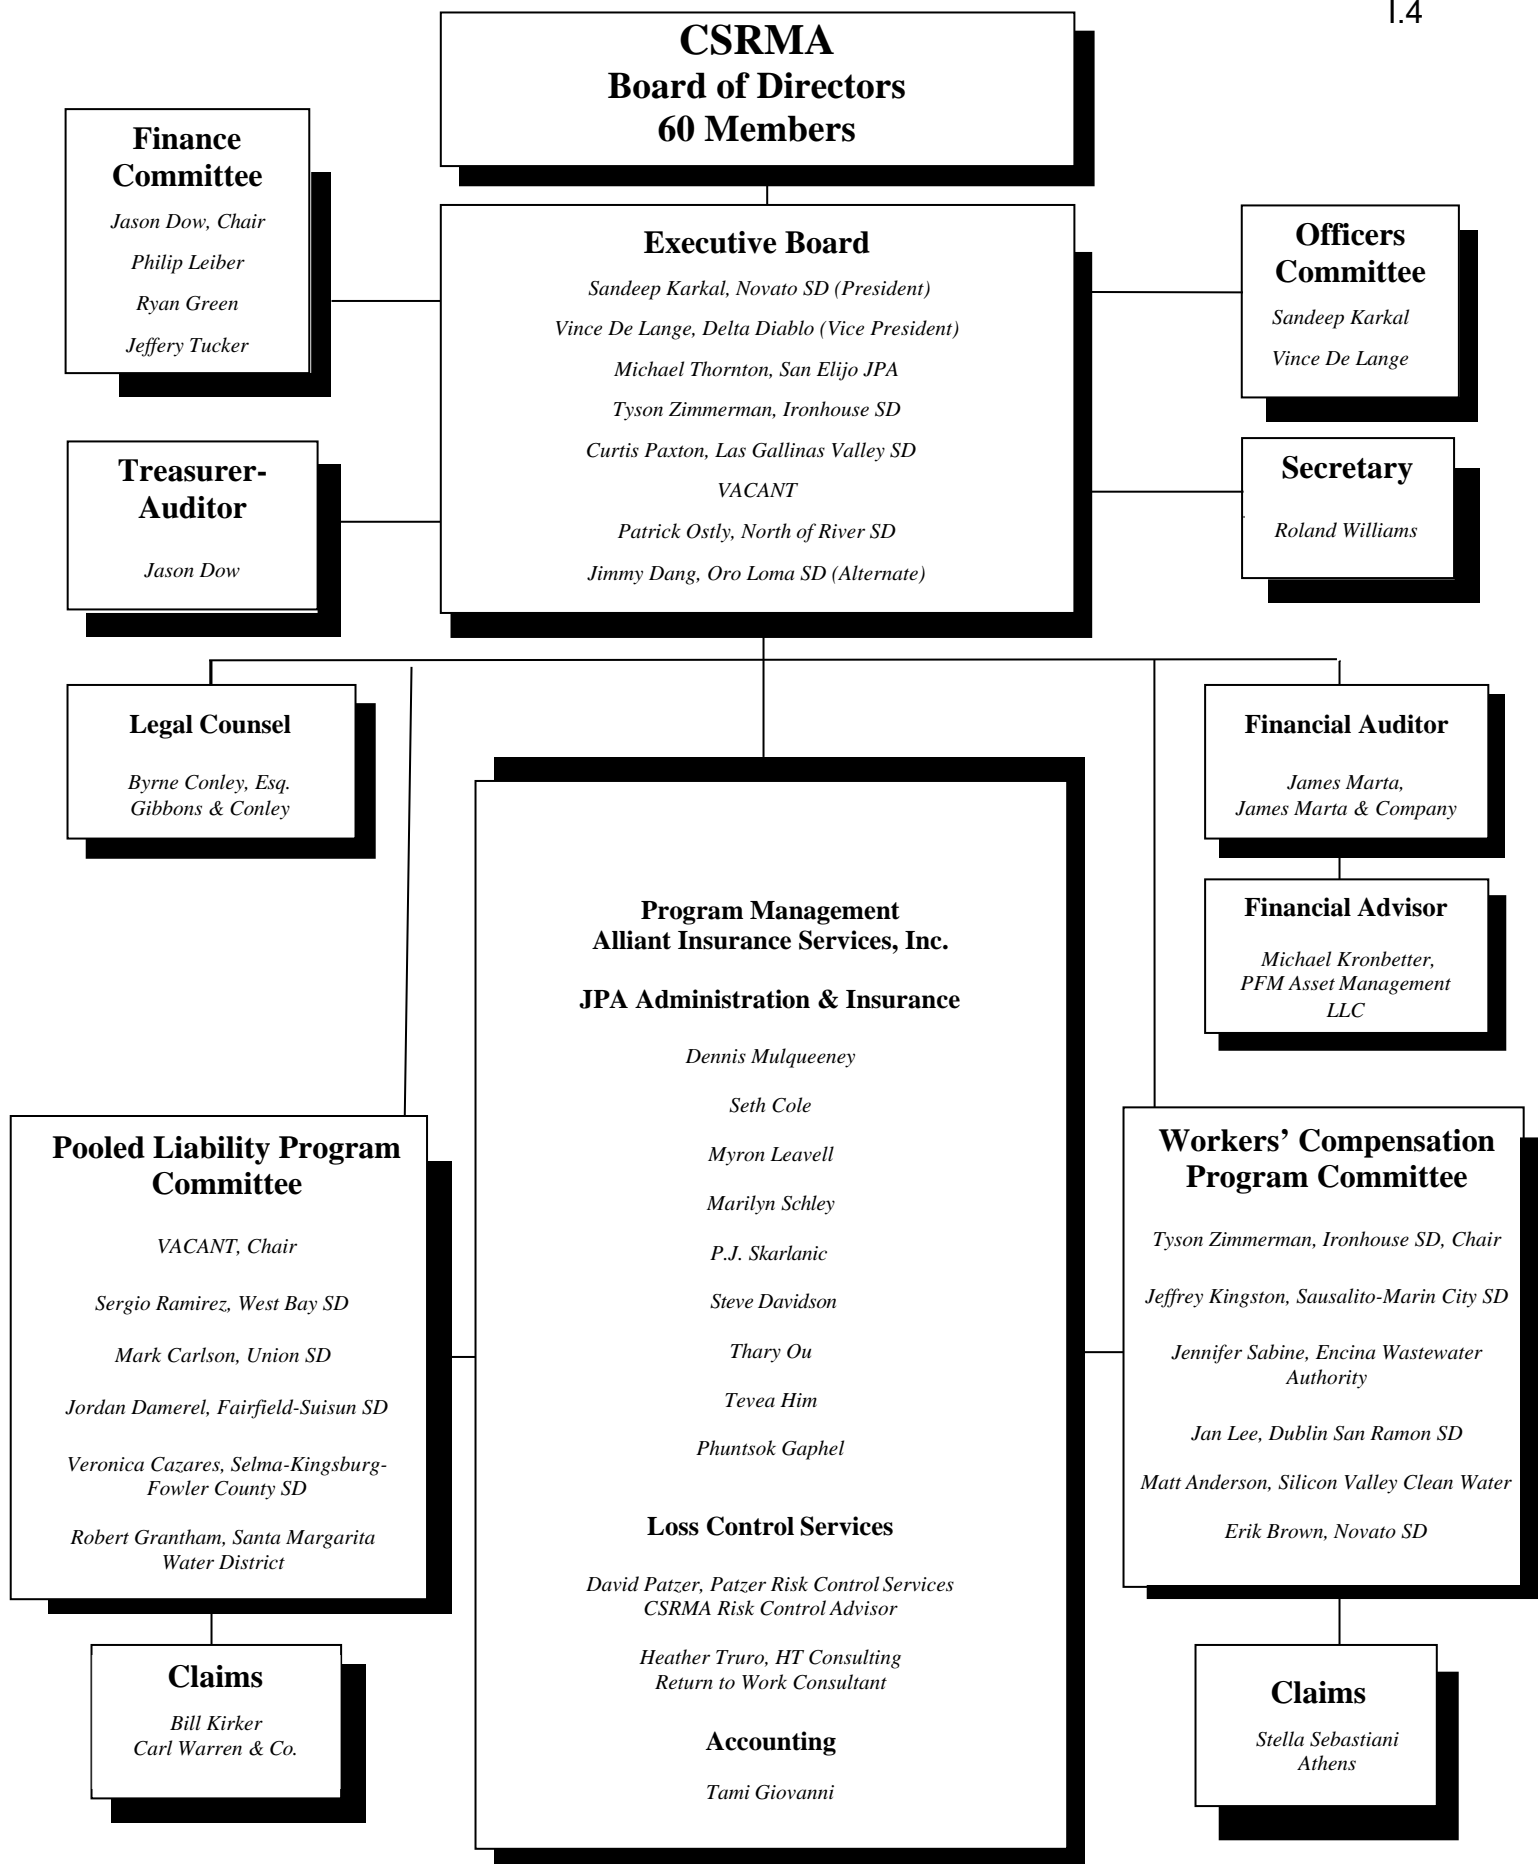 I.4
CSRMA
Board of Directors
60 Members
Finance
Committee
Jason Dow, Chair
Philip Leiber
Ryan Green
Jeffery Tucker
Executive Board
Sandeep Karkal, Novato SD (President)
Vince De Lange, Delta Diablo (Vice President)
Michael Thornton, San Elijo JPA
Tyson Zimmerman, Ironhouse SD
Curtis Paxton, Las Gallinas Valley SD
VACANT
Patrick Ostly, North of River SD
Jimmy Dang, Oro Loma SD (Alternate)
Officers
Committee
Sandeep Karkal
Vince De Lange
Treasurer-
Auditor
Jason Dow
Secretary
Roland Williams
Legal Counsel
Byrne Conley, Esq.
Gibbons & Conley
Financial Auditor
James Marta,
James Marta & Company
Financial Advisor
Michael Kronbetter,
PFM Asset Management
LLC
Program Management
Alliant Insurance Services, Inc.
JPA Administration & Insurance
Dennis Mulqueeney
Seth Cole
Myron Leavell
Marilyn Schley
P.J. Skarlanic
Steve Davidson
Thary Ou
Tevea Him
Phuntsok Gaphel
Loss Control Services
David Patzer, Patzer Risk Control Services
CSRMA Risk Control Advisor
Heather Truro, HT Consulting
Return to Work Consultant
Accounting
Tami Giovanni
Pooled Liability Program
Committee
VACANT, Chair
Sergio Ramirez, West Bay SD
Mark Carlson, Union SD
Jordan Damerel, Fairfield-Suisun SD
Veronica Cazares, Selma-Kingsburg-
Fowler County SD
Robert Grantham, Santa Margarita
Water District
Workers’ Compensation
Program Committee
Tyson Zimmerman, Ironhouse SD, Chair
Jeffrey Kingston, Sausalito-Marin City SD
Jennifer Sabine, Encina Wastewater
Authority
Jan Lee, Dublin San Ramon SD
Matt Anderson, Silicon Valley Clean Water
Erik Brown, Novato SD
Claims
Bill Kirker
Carl Warren & Co.
Claims
Stella Sebastiani
Athens